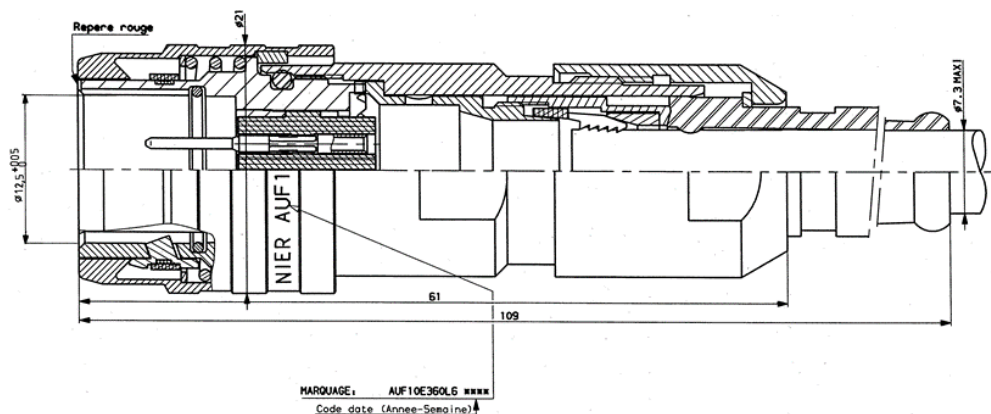 Repere rouge
ø21
ø7.3 MAXI
ø12,5 +005 0
NIER AUF1
61
109
MARQUAGE: AUF10E360L6 ****
Code date (Annee-Semaine)